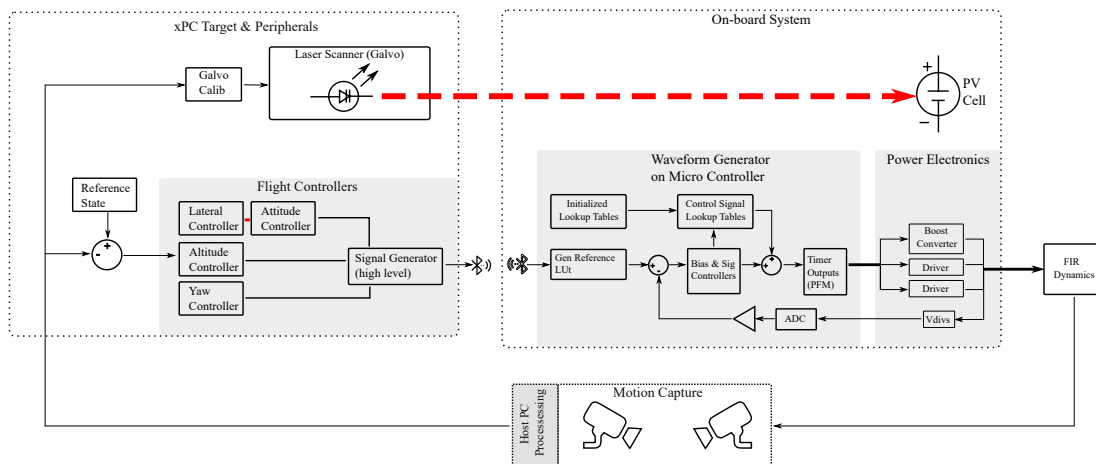 xPC Target & Peripherals
Laser Scanner (Galvo)
Galvo
Calib
Reference
State
+
-
Flight Controllers
Lateral
Controller
Attitude
Controller
Altitude
Controller
Yaw
Controller
Signal Generator
(high level)
On-board System
+
PV
Cell
−
Waveform Generator
on Micro Controller
Initialized
Lookup Tables
Control Signal
Lookup Tables
Gen Reference
LUt
+
-
Bias & Sig
Controllers
+
+
Timer
Outputs
(PFM)
ADC
Power Electronics
Boost
Converter
Driver
Driver
Vdivs
FIR
Dynamics
Host PC
Processessing
Motion Capture